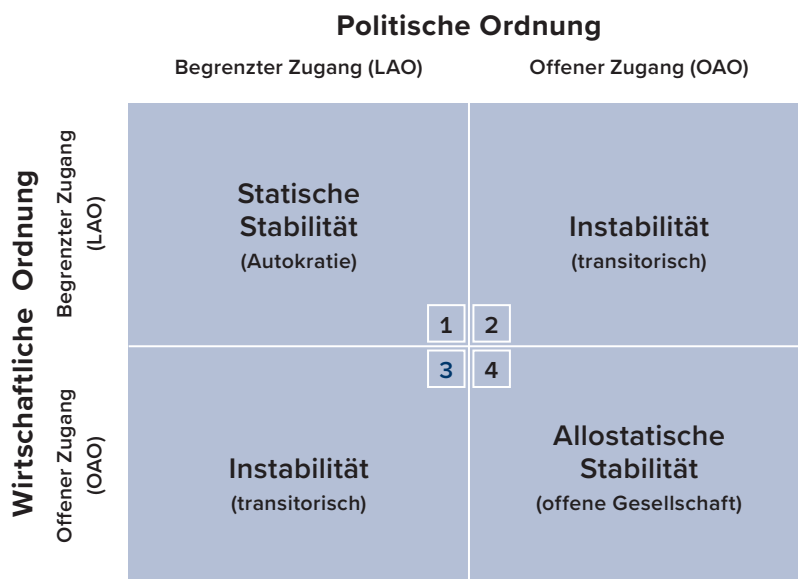 Politische Ordnung
Begrenzter Zugang (LAO)
Offener Zugang (OAO)
Wirtschaftliche Ordnung
Begrenzter Zugang
(LAO)
Statische
Stabilität
(Autokratie)
Instabilität
(transitorisch)
1
2
3
4
Offener Zugang
(OAO)
Instabilität
(transitorisch)
Allostatische
Stabilität
(offene Gesellschaft)